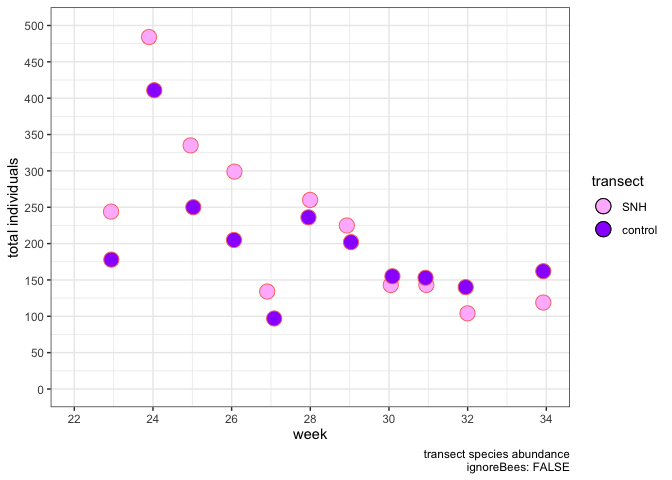 500
450
400
350
300
250
200
150
100
50
0
total individuals
22 24 26 28 30 32 34
week
transect
SNH
control
transect species abundance
ignoreBees: FALSE